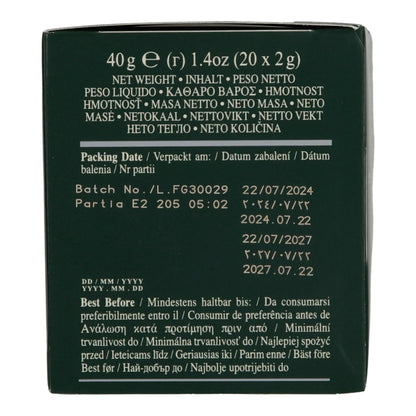 40 g ℮ (г) 1.4oz (20 x 2 g)
NET WEIGHT • INHALT • PESO NETTO
PESO LIQUIDO • ΚΑΘΑΡΟ ΒΑΡΟΣ • HMOTNOST
HMOTNOSŤ • MASA NETTO • NETO MASA • NETO
MASĖ • NETOKAAL • NETTOVIKT • NETTO VEKT
НЕТО ТЕГЛО • NETO KOLIČINA
Packing Date / Verpackt am: / Datum zabalení / Dátum
balenia / Nr partii
Batch No./L.FG30029 22/07/2024
Partia E2 205 05:02 ٢٠٢٤/٠٧/٢٢
2024.07.22
22/07/2027
٢٠٢٧/٠٧/٢٢
2027.07.22
DD / MM / YYYY
YYYY . MM . DD
Best Before / Mindestens haltbar bis: / Da consumarsi
preferibilmente entro il / Consumir de preferência antes de
Ανάλωση κατά προτίμηση πριν από / Minimální
trvanlivost do / Minimálna trvanlivosť do / Najlepiej spożyć
przed / Ieteicams līdz / Geriausias iki / Parim enne / Bäst före
Best før / Най-добър до / Najbolje upotrijebiti do